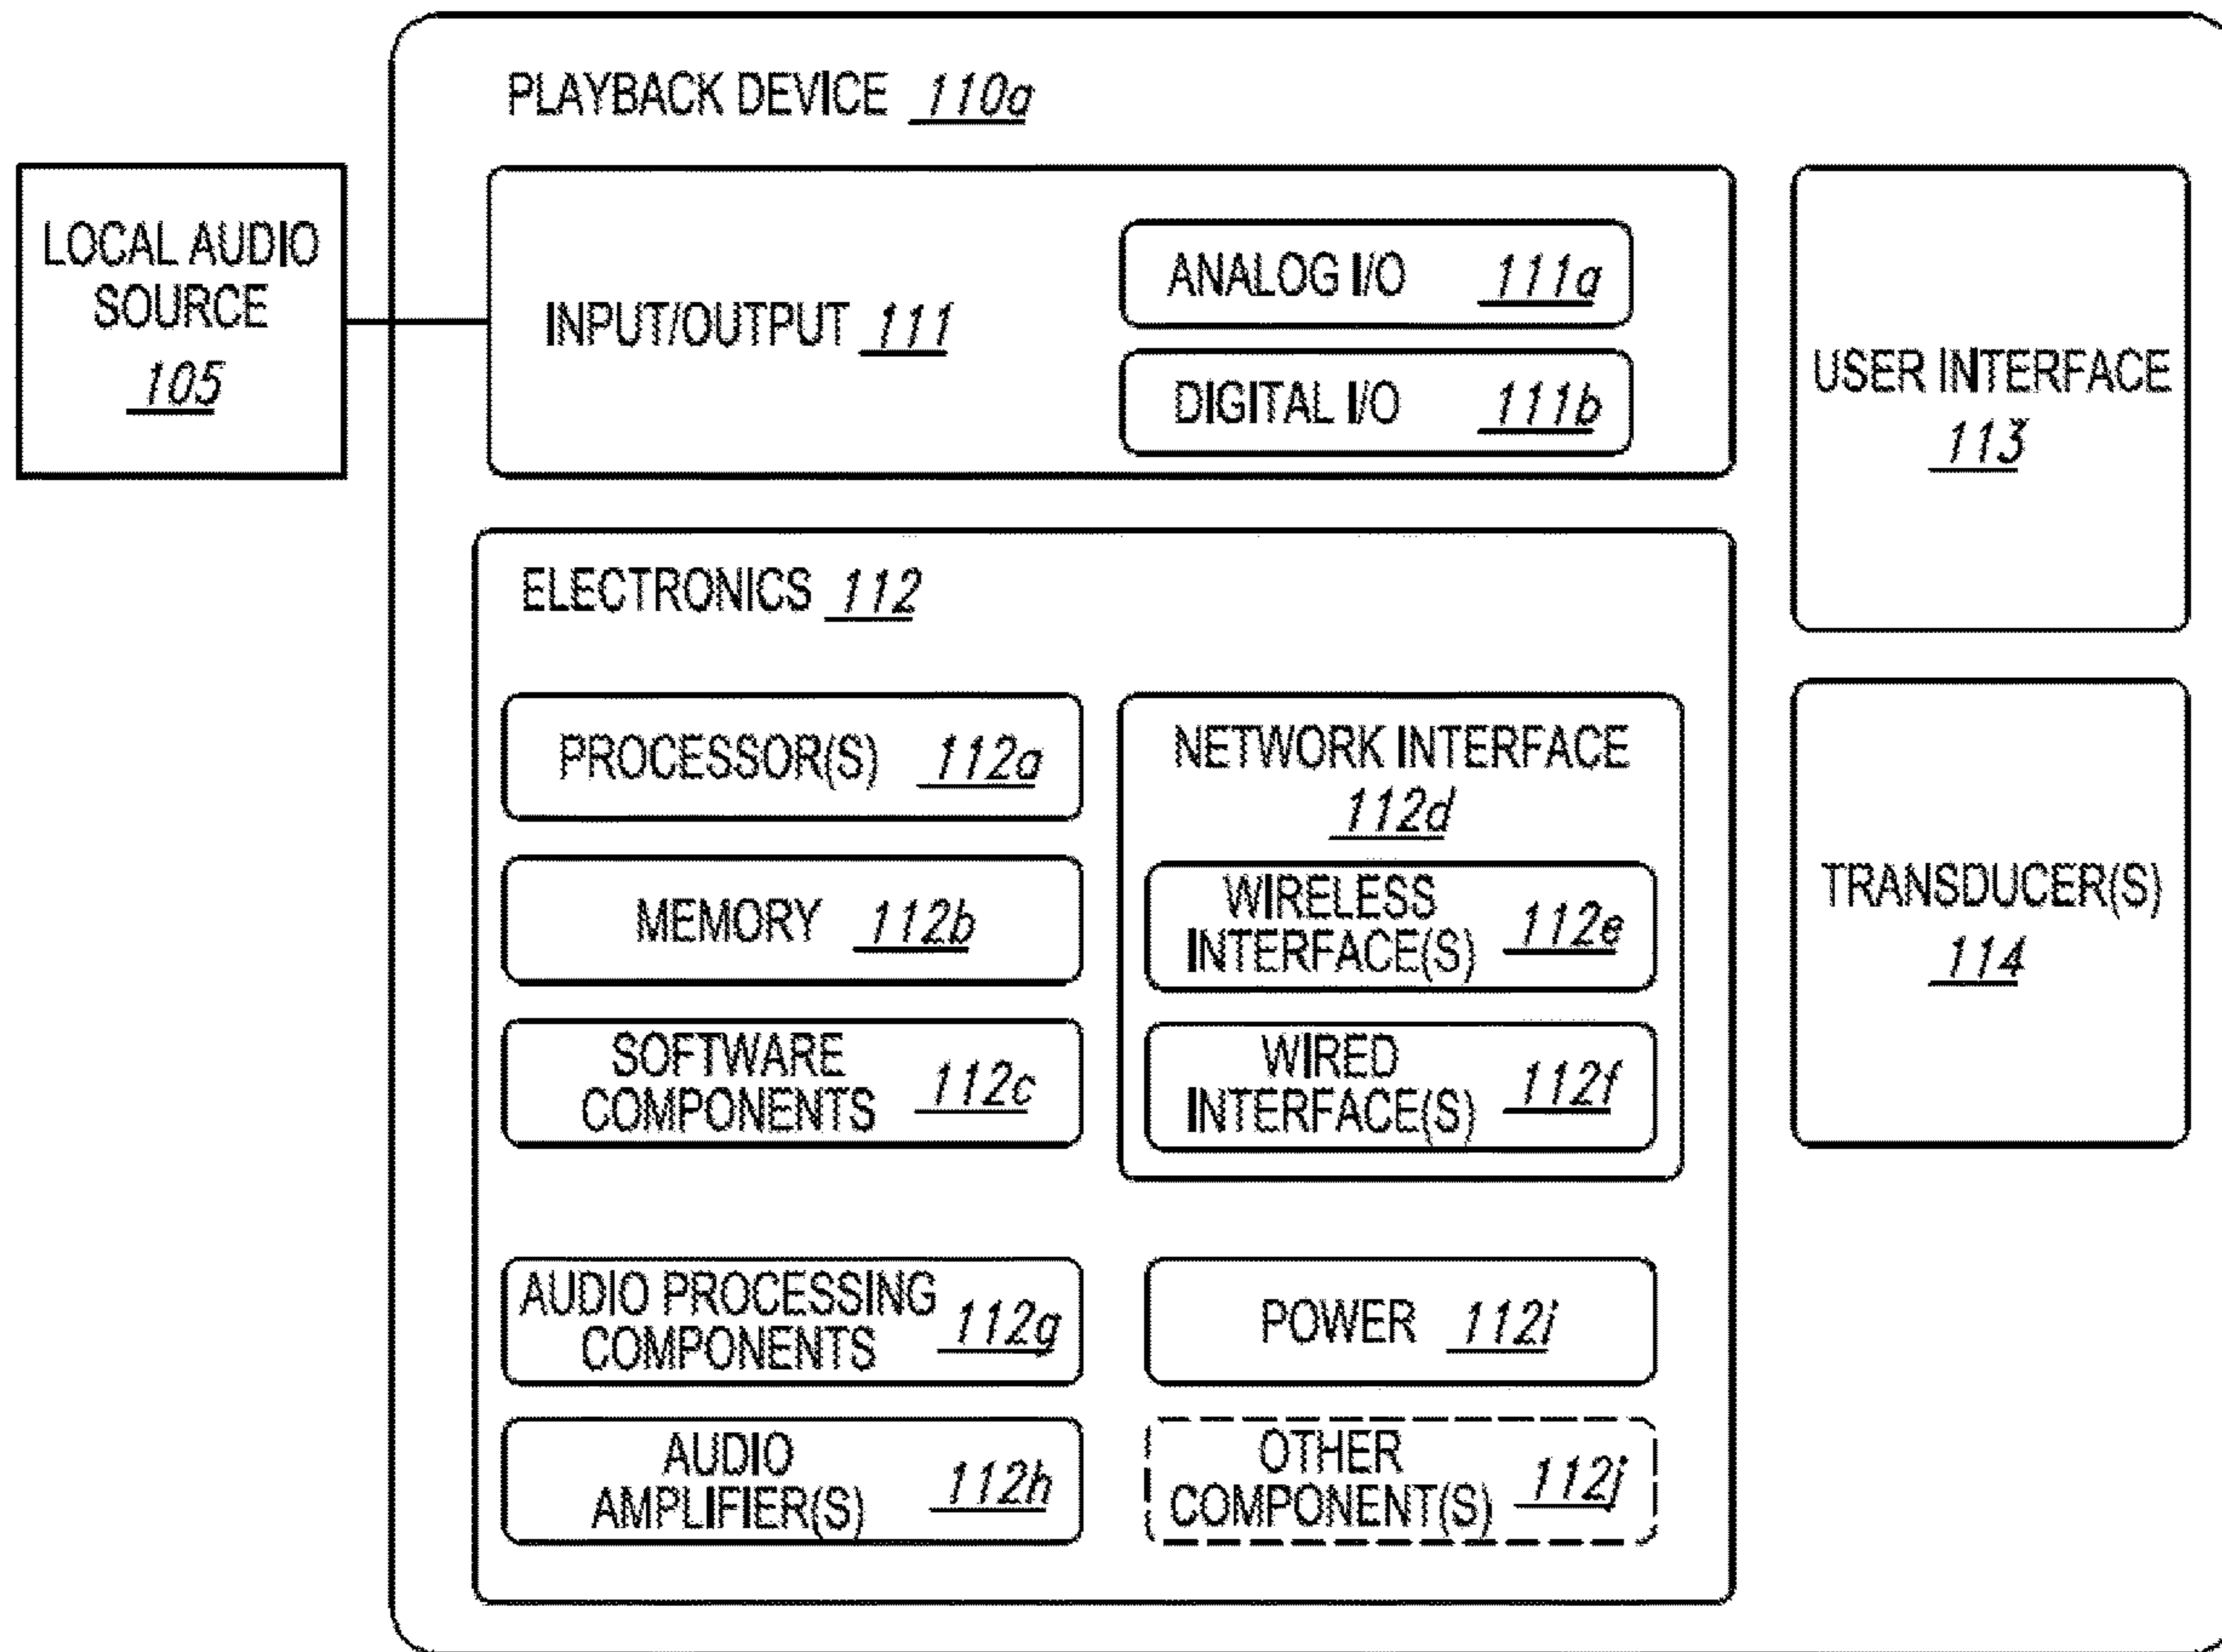 PLAYBACK DEVICE 110a
LOCAL AUDIO
SOURCE
105
INPUT/OUTPUT 111
ANALOG I/O 111a
DIGITAL I/O 111b
USER INTERFACE
113
ELECTRONICS 112
PROCESSOR(S) 112a
MEMORY 112b
SOFTWARE
COMPONENTS 112c
NETWORK INTERFACE
112d
WIRELESS
INTERFACE(S) 112e
WIRED
INTERFACE(S) 112f
TRANSDUCER(S)
114
AUDIO PROCESSING
COMPONENTS 112g
AUDIO
AMPLIFIER(S) 112h
POWER 112i
OTHER
COMPONENT(S) 112j